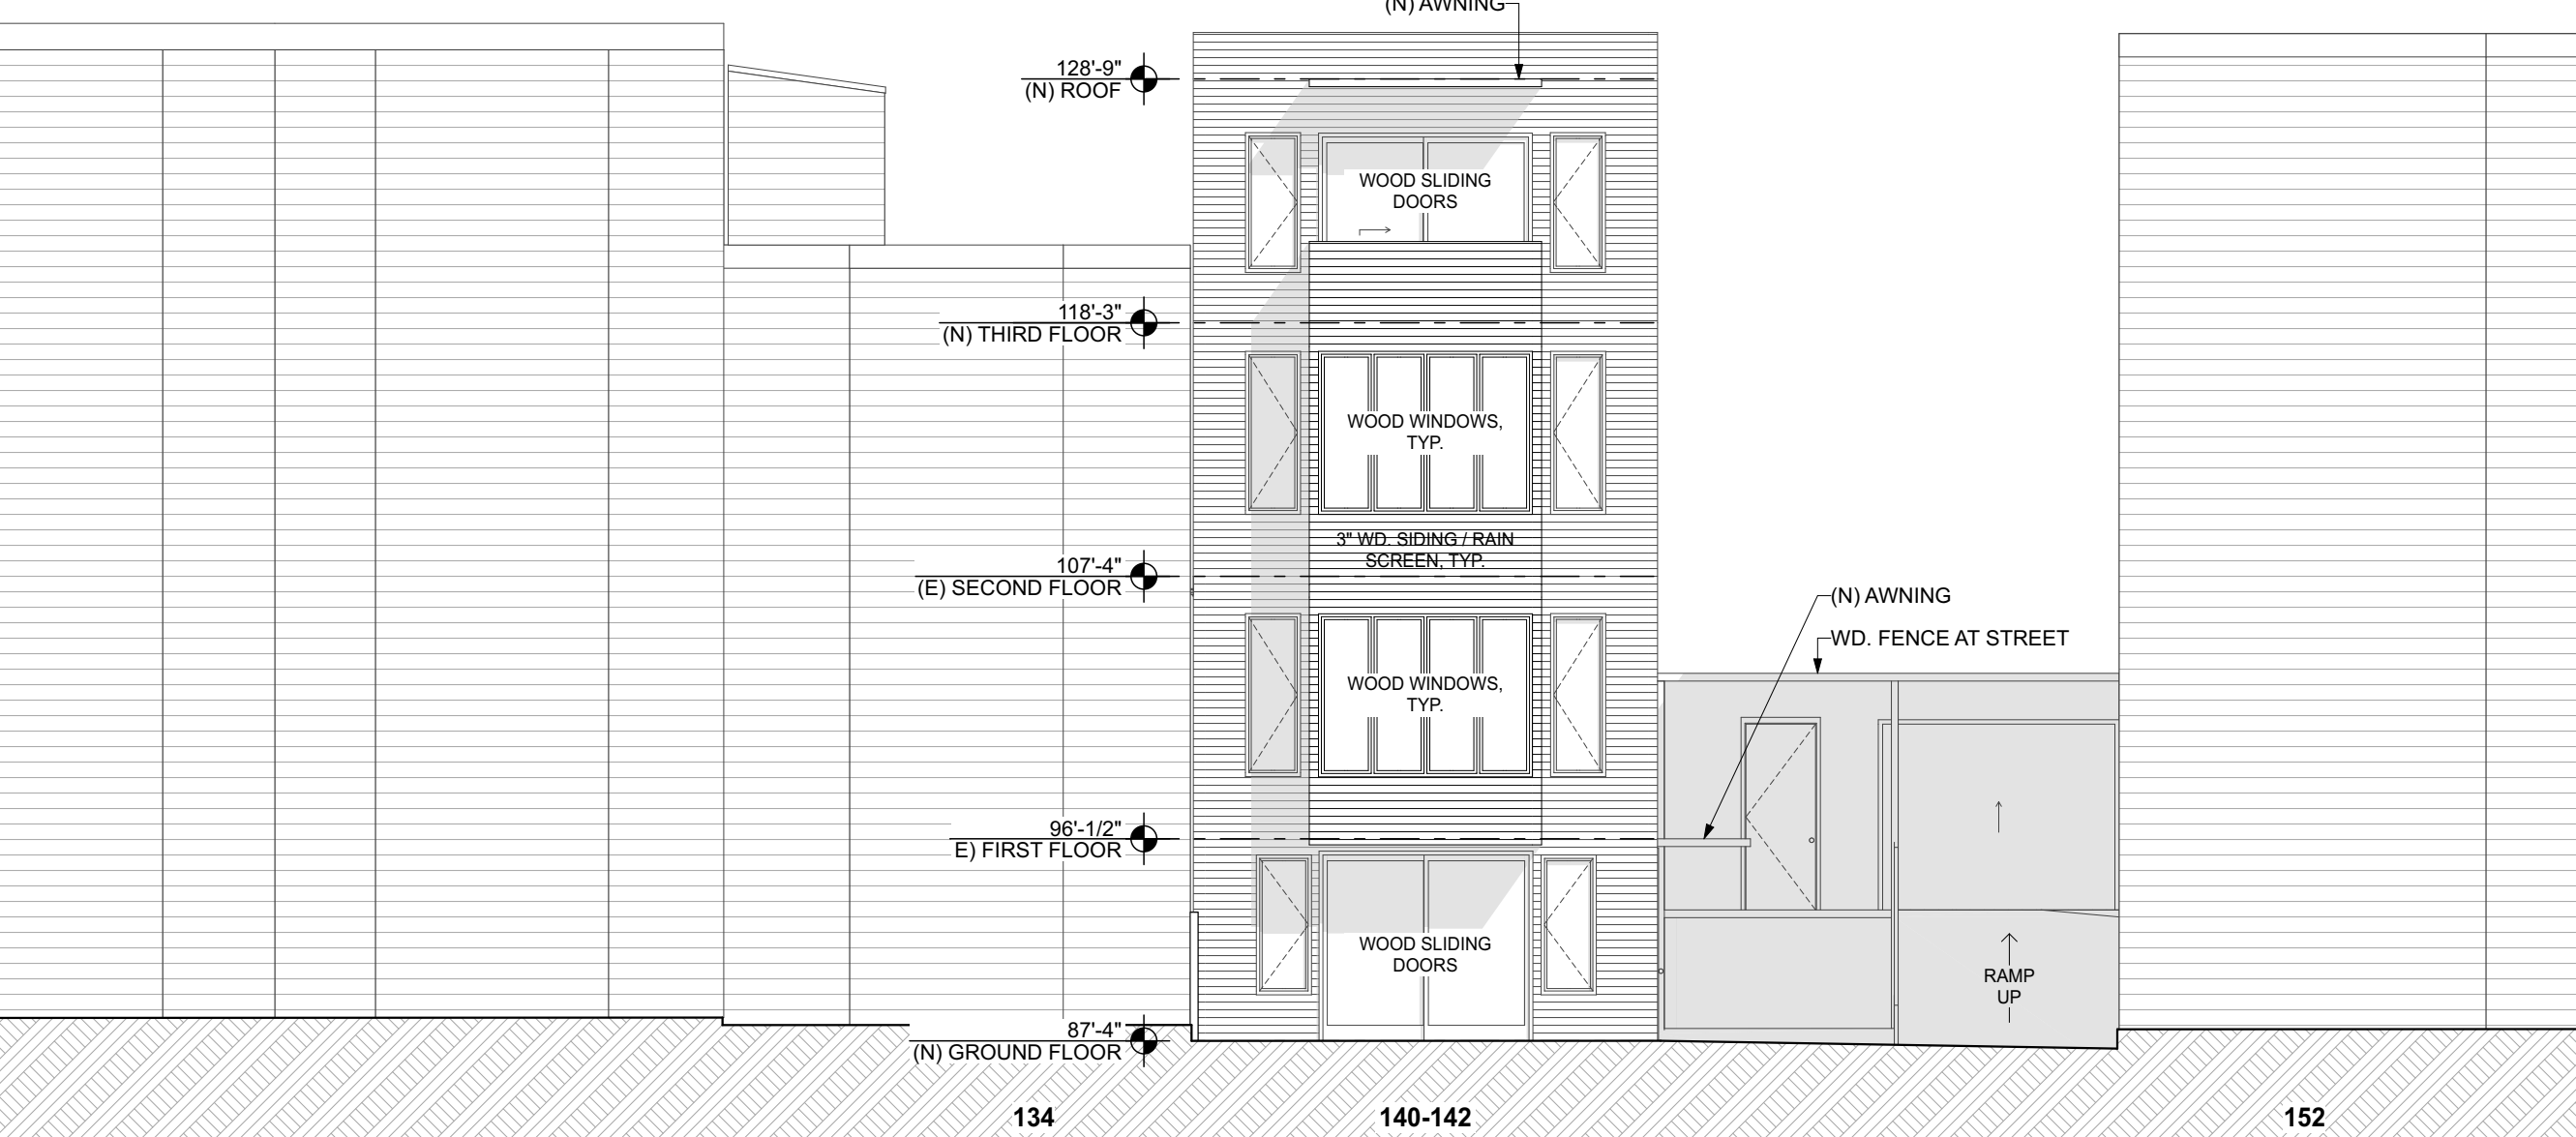 (N) AWNING
128'-9"
(N) ROOF
WOOD SLIDING
DOORS
118'-3"
(N) THIRD FLOOR
WOOD WINDOWS,
TYP.
3" WD. SIDING / RAIN
SCREEN, TYP.
107'-4"
(E) SECOND FLOOR
(N) AWNING
WD. FENCE AT STREET
WOOD WINDOWS,
TYP.
96'-1/2"
E) FIRST FLOOR
WOOD SLIDING
DOORS
RAMP
UP
87'-4"
(N) GROUND FLOOR
134
140-142
152